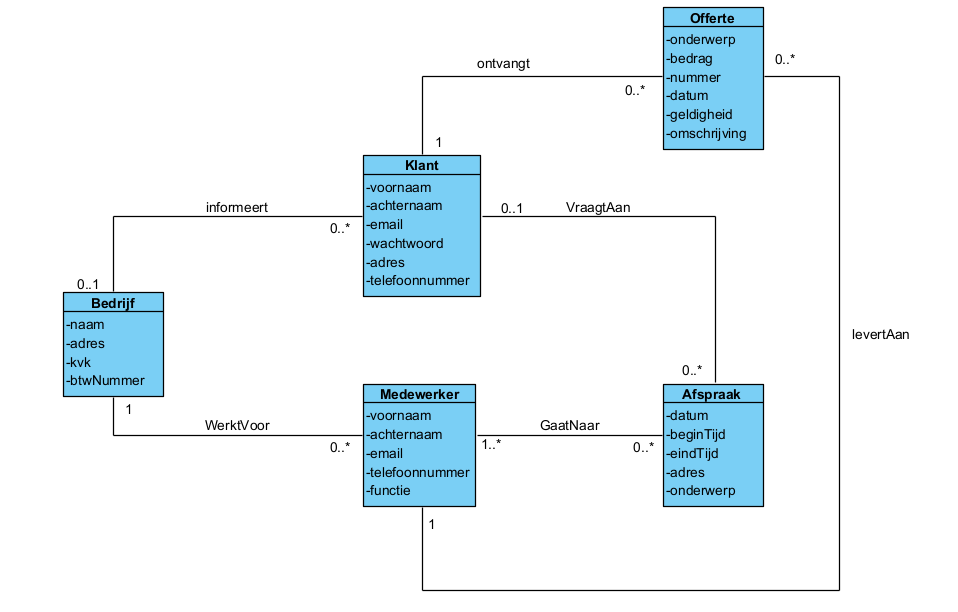 Offerte
-onderwerp
-bedrag
-nummer
-datum
-geldigheid
-omschrijving
0..*
ontvangt
0..*
1
Klant
-voornaam
-achternaam
-email
-wachtwoord
-adres
-telefoonnummer
informeert
0..*
0..1
VraagtAan
0..*
0..1
Bedrijf
-naam
-adres
-kvk
-btwNummer
1
levertAan
WerktVoor
0..*
Medewerker
-voornaam
-achternaam
-email
-telefoonnummer
-functie
1..*
GaatNaar
0..*
Afspraak
-datum
-beginTijd
-eindTijd
-adres
-onderwerp
1